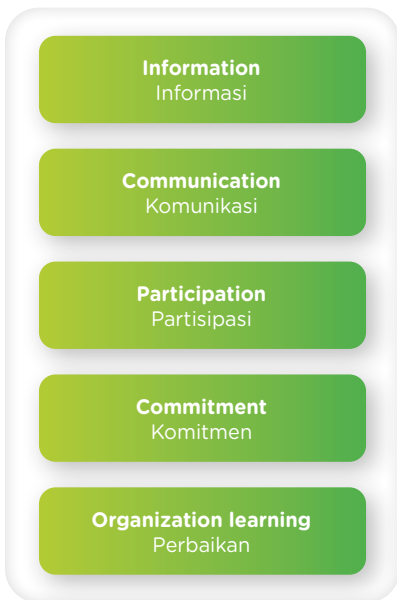 Information
Informasi
Communication
Komunikasi
Participation
Partisipasi
Commitment
Komitmen
Organization learning
Perbaikan